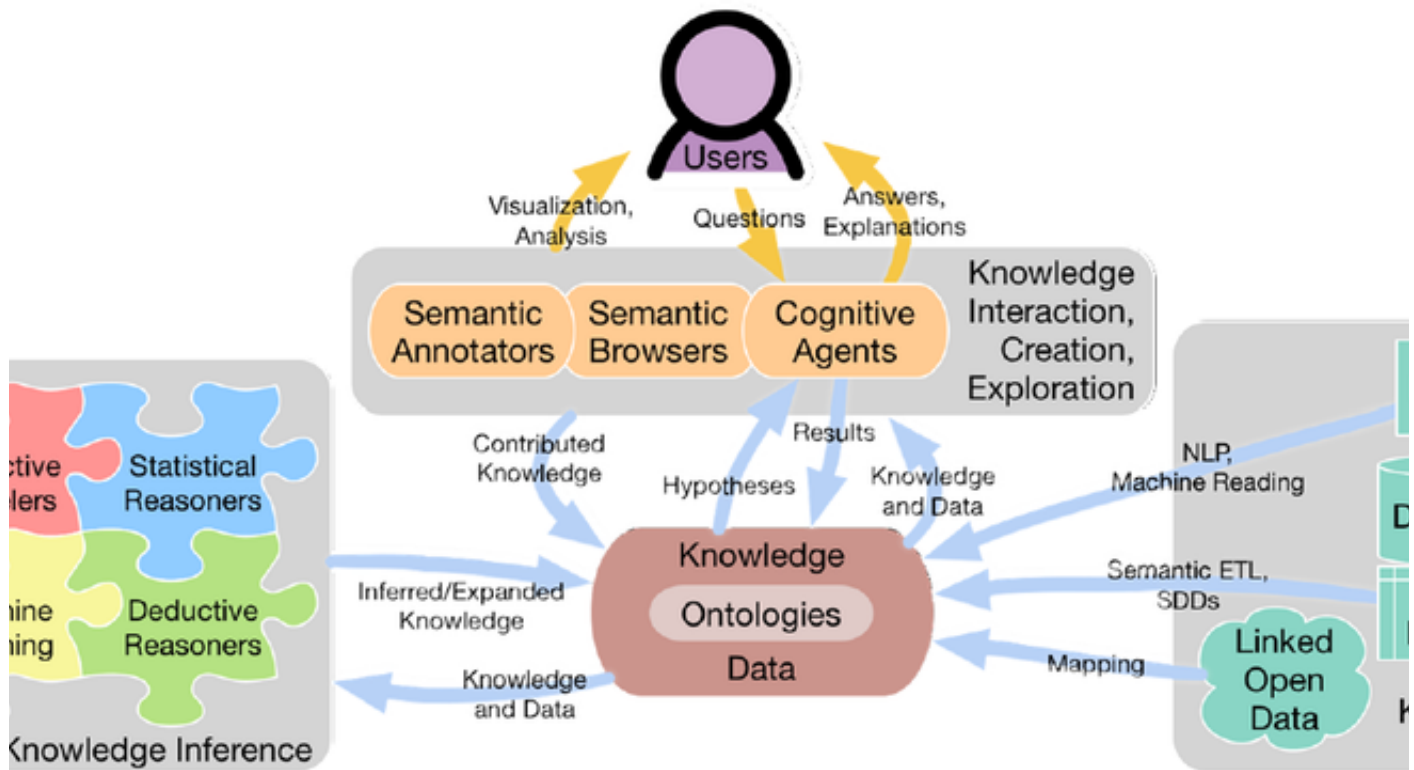 Users
Visualization,
Analysis
Questions
Answers,
Explanations
Semantic
Annotators
Semantic
Browsers
Cognitive
Agents
Knowledge
Interaction,
Creation,
Exploration
Statistical
Reasoners
Deductive
Reasoners
Knowledge Inference
Contributed
Knowledge
Hypotheses
Results
Knowledge
and Data
Inferred/Expanded
Knowledge
Knowledge
and Data
Knowledge
Ontologies
Data
NLP,
Machine Reading
Semantic ETL,
SDDs
Mapping
Linked
Open
Data